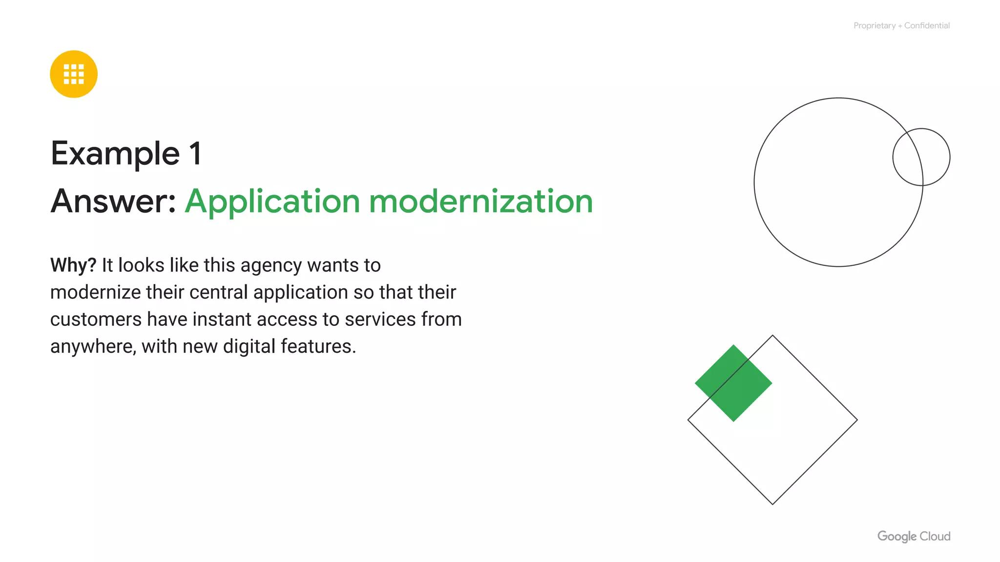 Proprietary + Confidential
Example 1
Answer: Application modernization
Why? It looks like this agency wants to
modernize their central application so that their
customers have instant access to services from
anywhere, with new digital features.
Google Cloud